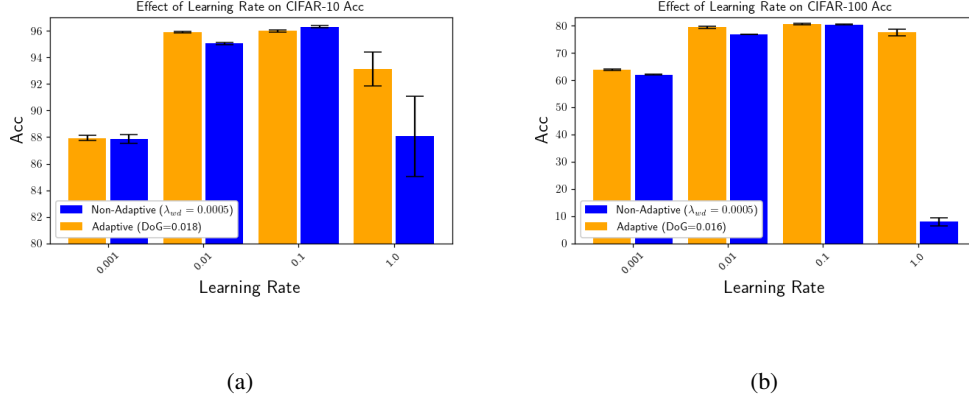 Effect of Learning Rate on CIFAR-10 Acc
Acc
96
94
92
90
88
86
84
82
80
Non-Adaptive (λ_wd = 0.0005)
Adaptive (DoG=0.018)
0.001 0.01 0.1 1.0
Learning Rate
(a)
Effect of Learning Rate on CIFAR-100 Acc
Acc
80
70
60
50
40
30
20
10
0
Non-Adaptive (λ_wd = 0.0005)
Adaptive (DoG=0.016)
0.001 0.01 0.1 1.0
Learning Rate
(b)